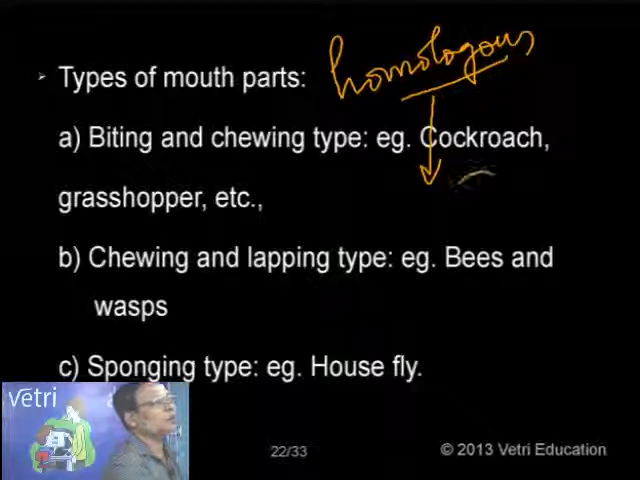 homologous
Types of mouth parts:
a) Biting and chewing type: eg. Cockroach,
grasshopper, etc.,
b) Chewing and lapping type: eg. Bees and
wasps
c) Sponging type: eg. House fly.
vetri
22/33
© 2013 Vetri Education